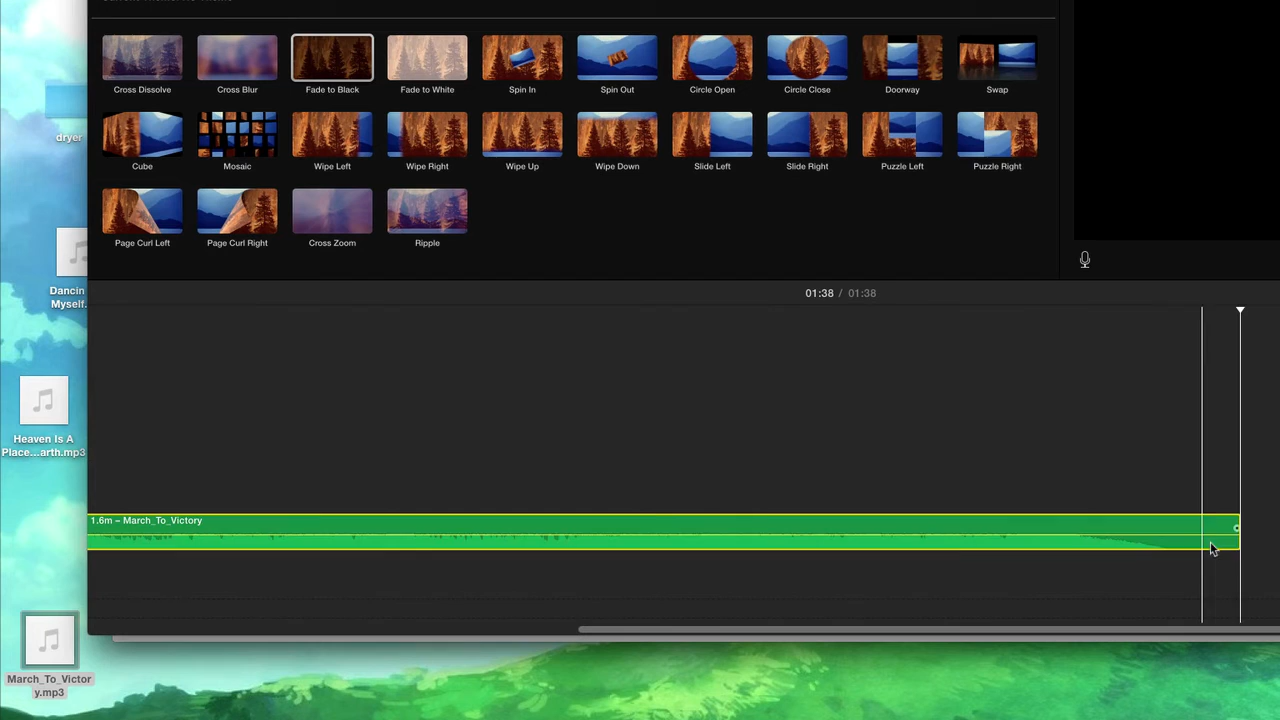 Cross Dissolve
Cross Blur
Fade to Black
Fade to White
Spin In
Spin Out
Circle Open
Circle Close
Doorway
Swap
Cube
Mosaic
Wipe Left
Wipe Right
Wipe Up
Wipe Down
Slide Left
Slide Right
Puzzle Left
Puzzle Right
Page Curl Left
Page Curl Right
Cross Zoom
Ripple
01:38 / 01:38
1.6m – March_To_Victory
dryer
Dancin
Myself.
Heaven Is A
Place...arth.mp3
March_To_Victor
y.mp3